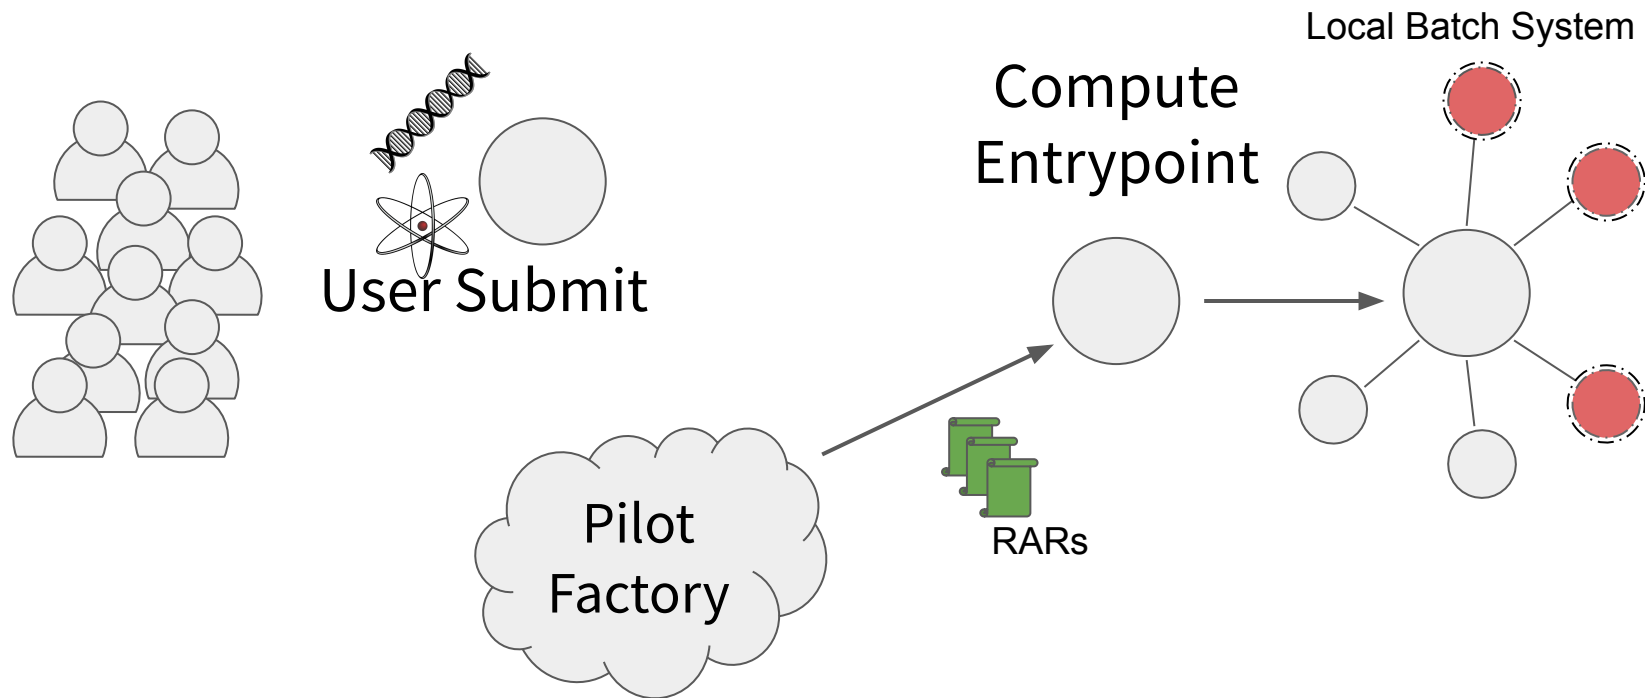 Local Batch System
Compute
Entrypoint
User Submit
Pilot
Factory
RARs